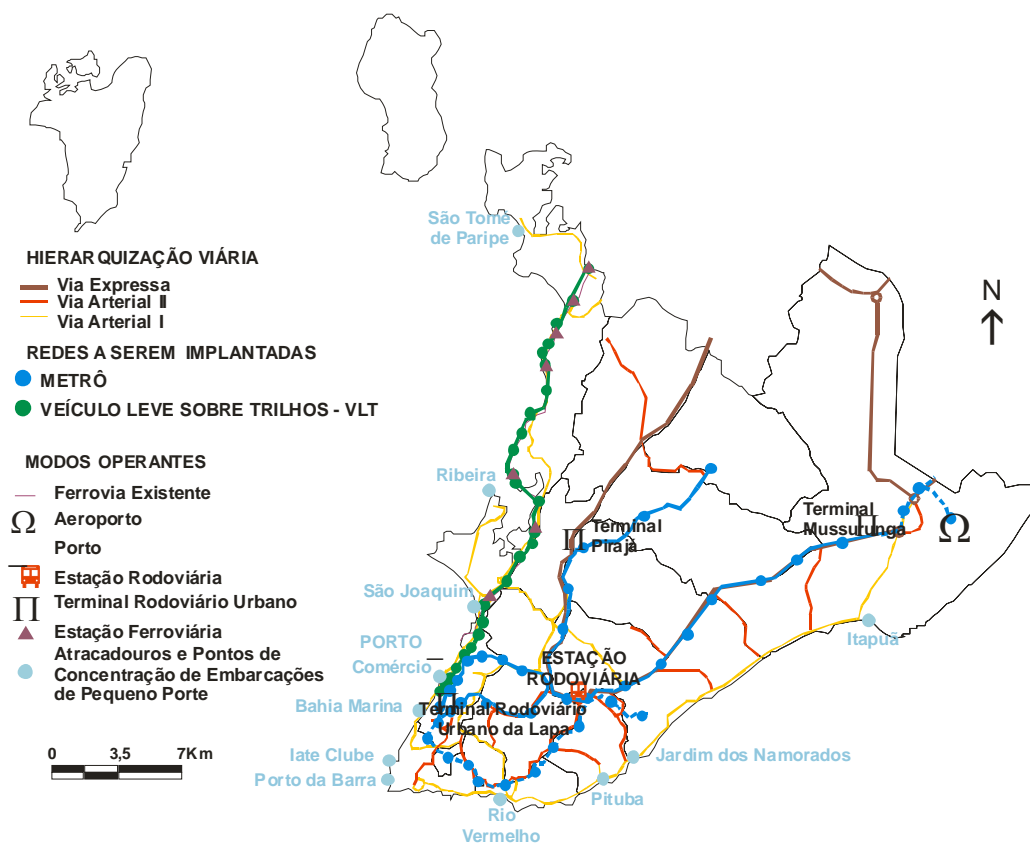 São Tomé
de Paripe
HIERARQUIZAÇÃO VIÁRIA
Via Expressa
Via Arterial II
Via Arterial I
N
REDES A SEREM IMPLANTADAS
METRÔ
VEÍCULO LEVE SOBRE TRILHOS - VLT
MODOS OPERANTES
Ferrovia Existente
Ω Aeroporto
Porto
Estação Rodoviária
Π Terminal Rodoviário Urbano
Estação Ferroviária
Atracadouros e Pontos de
Concentração de Embarcações
de Pequeno Porte
Ribeira
Π Terminal
Pirajà
Terminal Π
Mussurunga
Ω
São Joaquim
Itapuã
PORTO
Comércio
ESTAÇÃO
RODOVIÁRIA
Bahia Marina
Π
Terminal Rodoviário
Urbano da Lapa
Π
Iate Clube
Jardim dos Namorados
Porto da Barra
Pituba
Rio
Vermelho
0 3,5 7Km